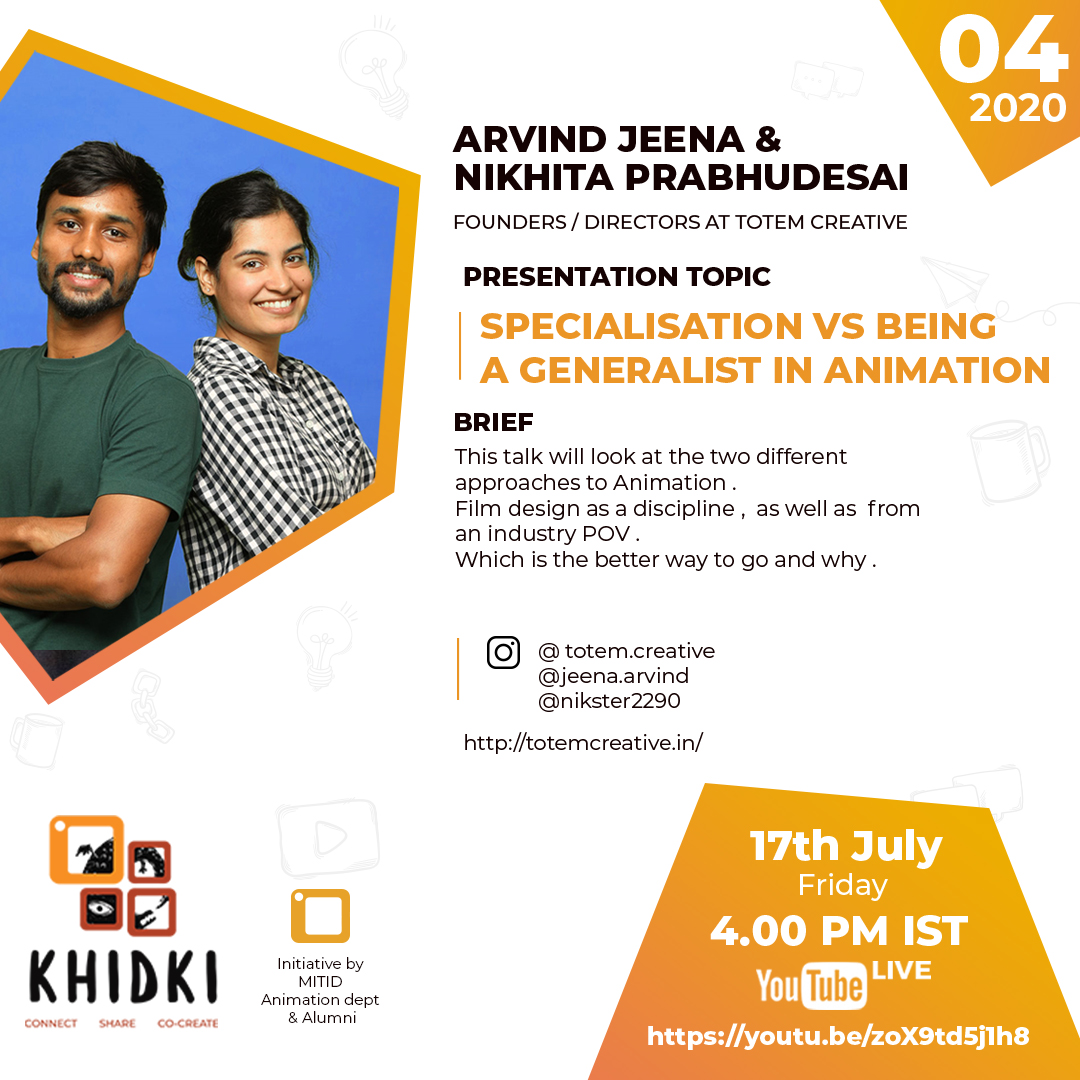 04
2020
ARVIND JEENA &
NIKHITA PRABHUDESAI
FOUNDERS / DIRECTORS AT TOTEM CREATIVE
PRESENTATION TOPIC
SPECIALISATION VS BEING
A GENERALIST IN ANIMATION
BRIEF
This talk will look at the two different
approaches to Animation .
Film design as a discipline , as well as from
an industry POV .
Which is the better way to go and why .
@ totem.creative
@jeena.arvind
@nikster2290
http://totemcreative.in/
KHIDKI
CONNECT SHARE CO-CREATE
Initiative by
MITID
Animation dept
& Alumni
17th July
Friday
4.00 PM IST
YouTube LIVE
https://youtu.be/zoX9td5j1h8